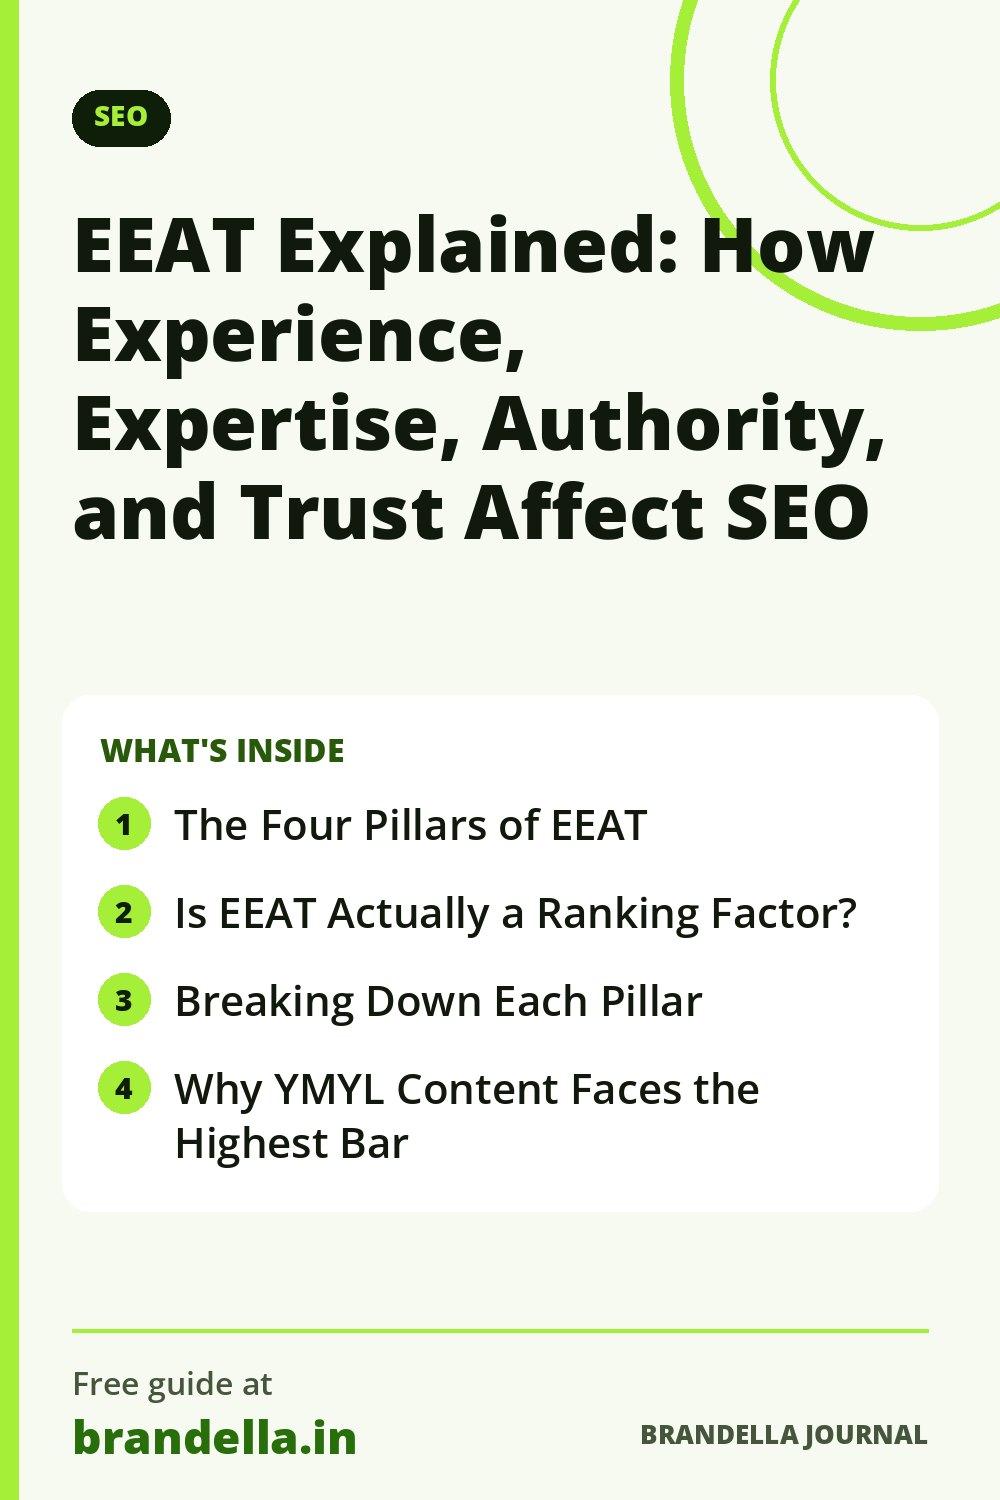 SEO
EEAT Explained: How
Experience,
Expertise, Authority,
and Trust Affect SEO
WHAT'S INSIDE
1 The Four Pillars of EEAT
2 Is EEAT Actually a Ranking Factor?
3 Breaking Down Each Pillar
4 Why YMYL Content Faces the
Highest Bar
Free guide at
brandella.in
BRANDELLA JOURNAL